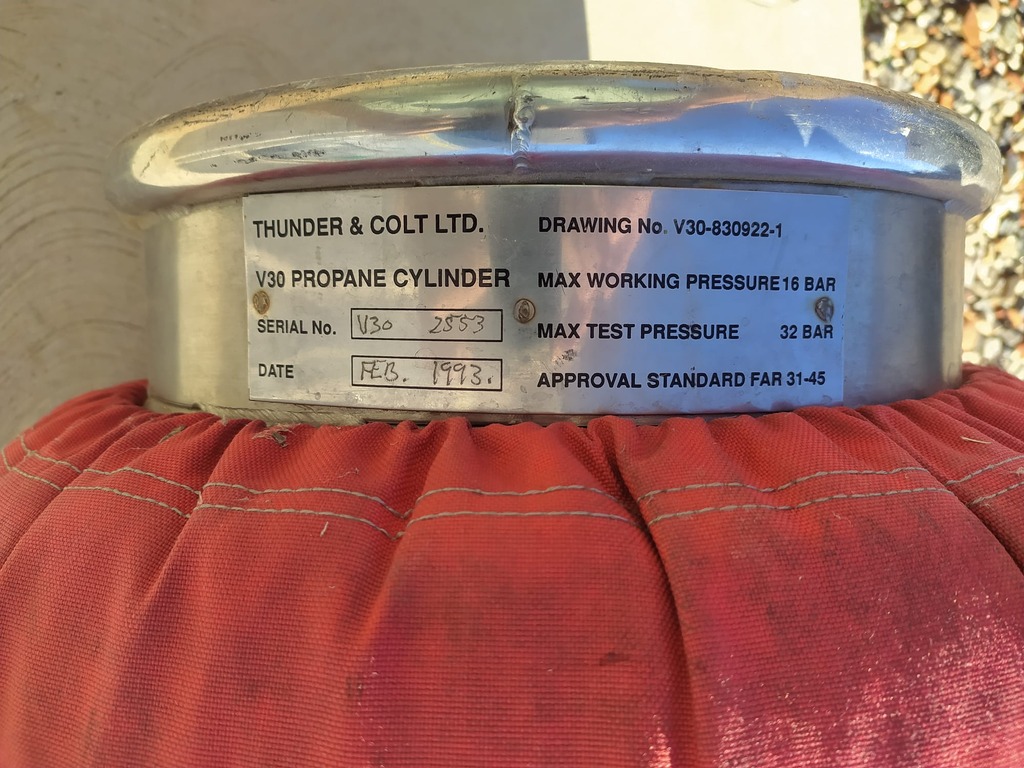 THUNDER & COLT LTD.
V30 PROPANE CYLINDER
SERIAL No. V30 2553
DATE FEB. 1993.
DRAWING No. V30-830922-1
MAX WORKING PRESSURE 16 BAR
MAX TEST PRESSURE 32 BAR
APPROVAL STANDARD FAR 31-45